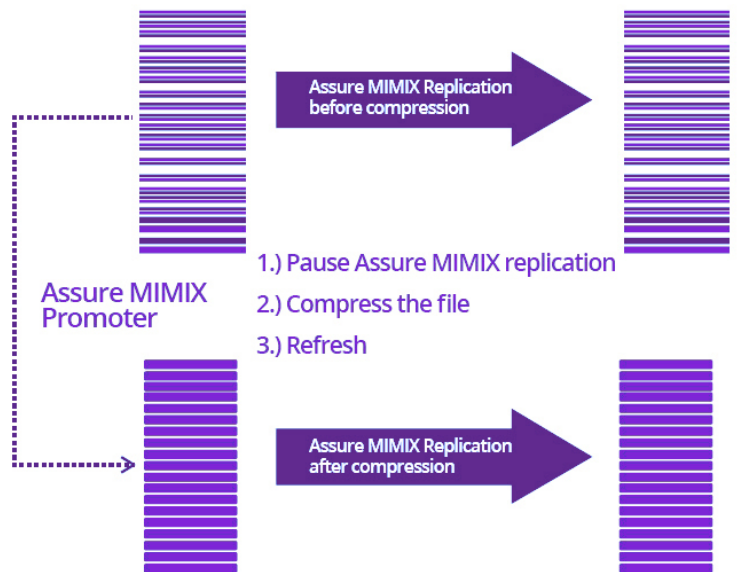 Assure MIMIX Replication
before compression
1.) Pause Assure MIMIX replication
2.) Compress the file
3.) Refresh
Assure MIMIX
Promoter
Assure MIMIX Replication
after compression